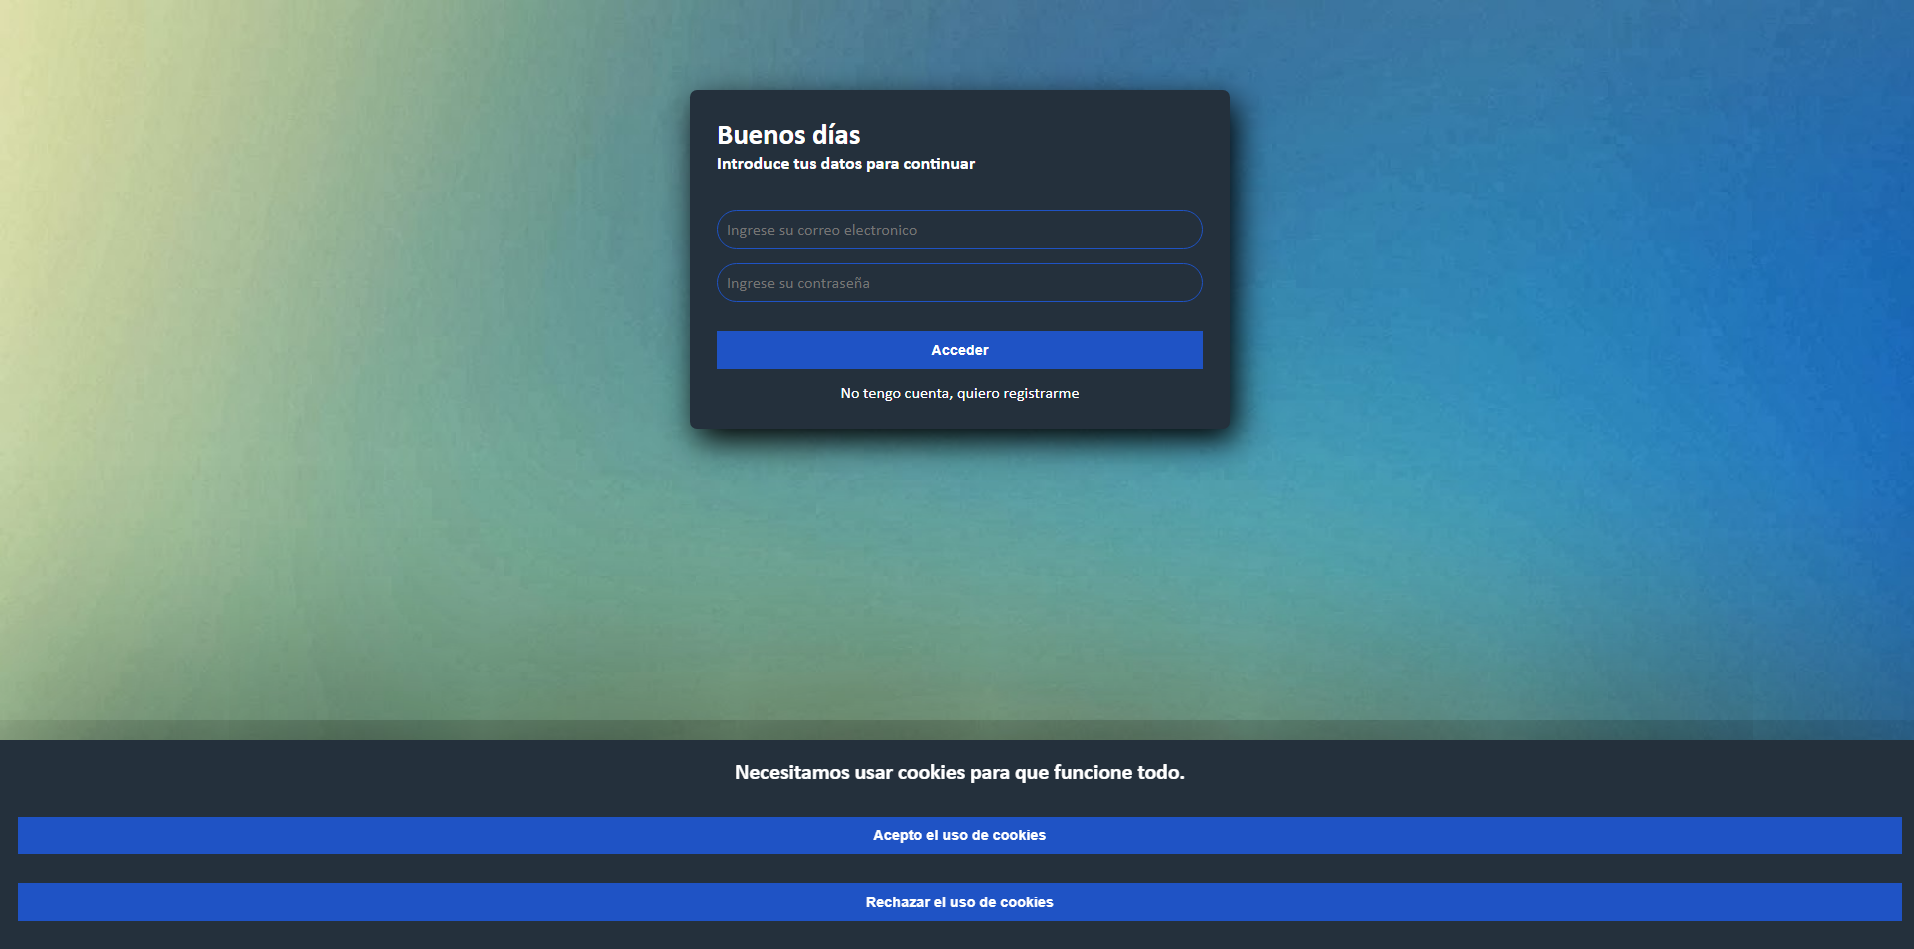 Buenos días
Introduce tus datos para continuar
Ingrese su correo electronico
Ingrese su contraseña
Acceder
No tengo cuenta, quiero registrarme
Necesitamos usar cookies para que funcione todo.
Acepto el uso de cookies
Rechazar el uso de cookies